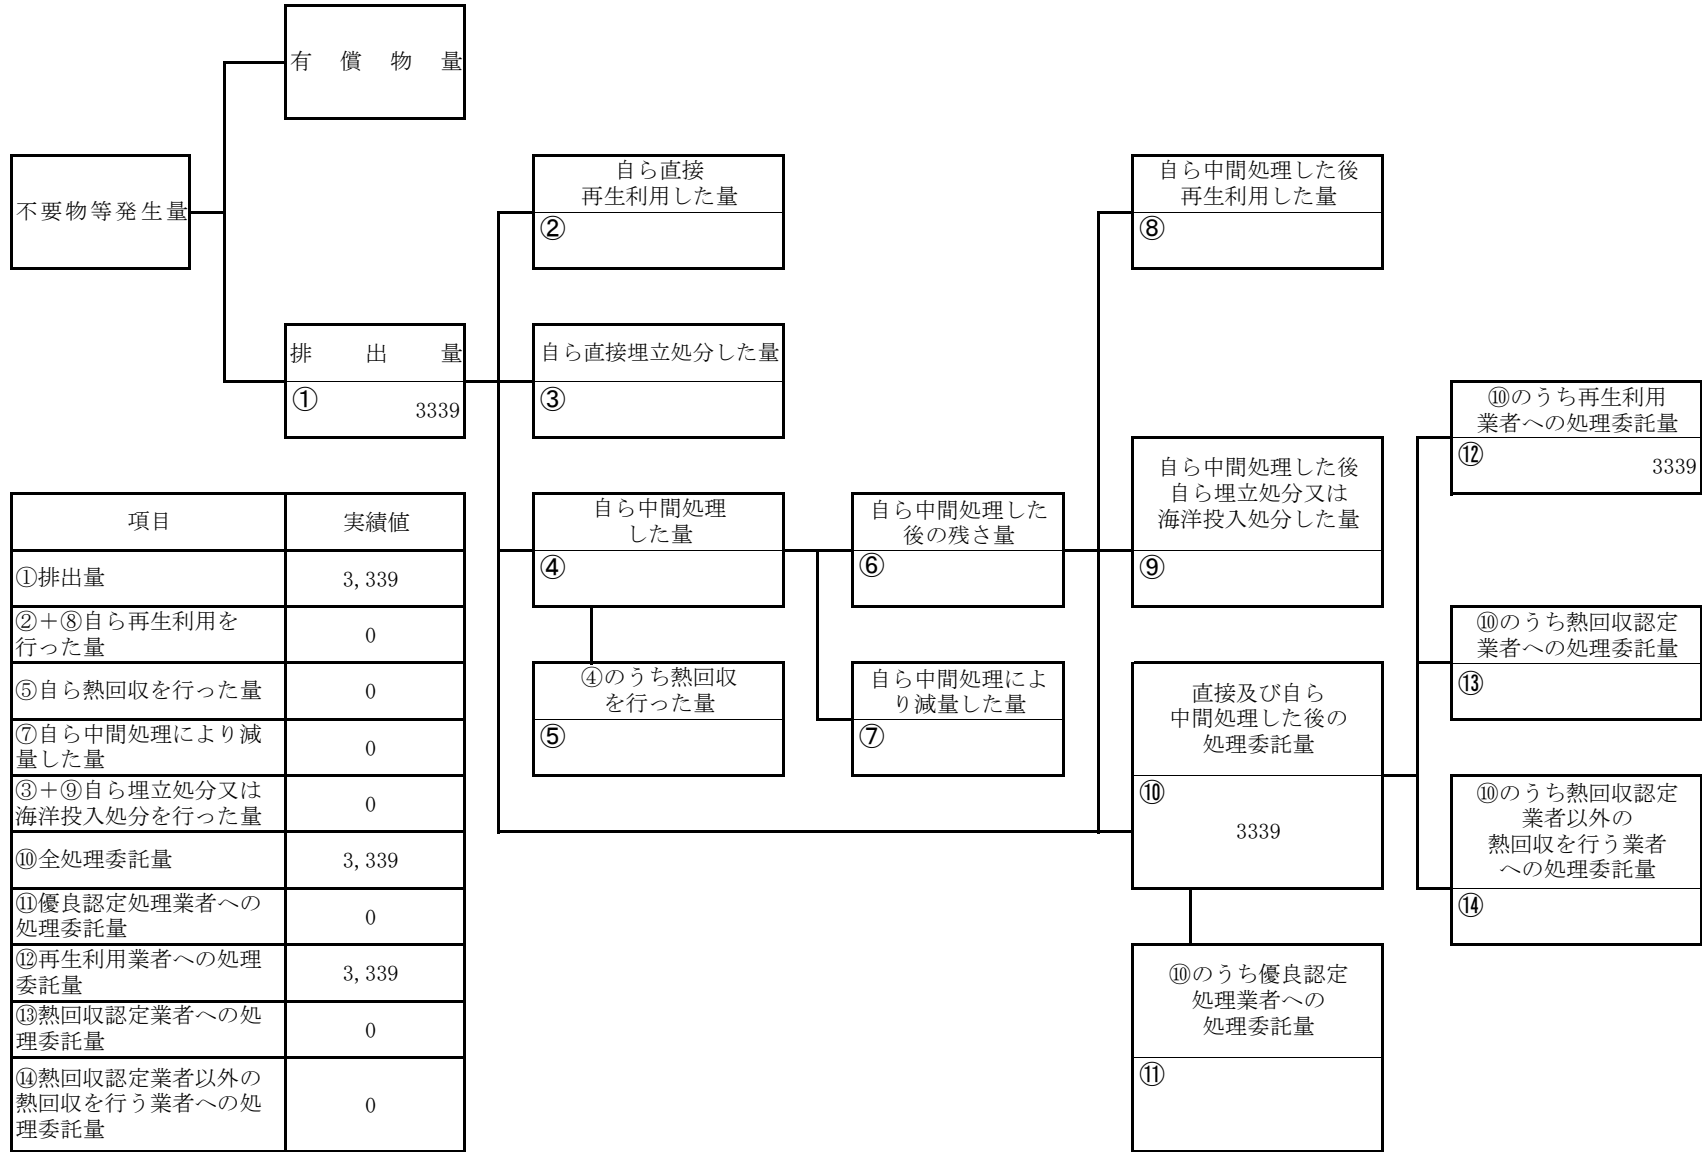 有償物量
不要物等発生量
自ら直接
再生利用した量
②
自ら中間処理した後
再生利用した量
⑧
排出量
①
3339
自ら直接埋立処分した量
③
⑩のうち再生利用
業者への処理委託量
⑫
3339
自ら中間処理した後
自ら埋立処分又は
海洋投入処分した量
⑨
自ら中間処理
した量
④
自ら中間処理した
後の残さ量
⑥
⑩のうち熱回収認定
業者への処理委託量
⑬
④のうち熱回収
を行った量
⑤
自ら中間処理によ
り減量した量
⑦
直接及び自ら
中間処理した後の
処理委託量
⑩
3339
⑩のうち熱回収認定
業者以外の
熱回収を行う業者
への処理委託量
⑭
⑩のうち優良認定
処理業者への
処理委託量
⑪
項目 実績値
①排出量 3,339
②+⑧自ら再生利用を
行った量 0
⑤自ら熱回収を行った量 0
⑦自ら中間処理により減
量した量 0
③+⑨自ら埋立処分又は
海洋投入処分を行った量 0
⑩全処理委託量 3,339
⑪優良認定処理業者への
処理委託量 0
⑫再生利用業者への処理
委託量 3,339
⑬熱回収認定業者への処
理委託量 0
⑭熱回収認定業者以外の
熱回収を行う業者への処
理委託量 0